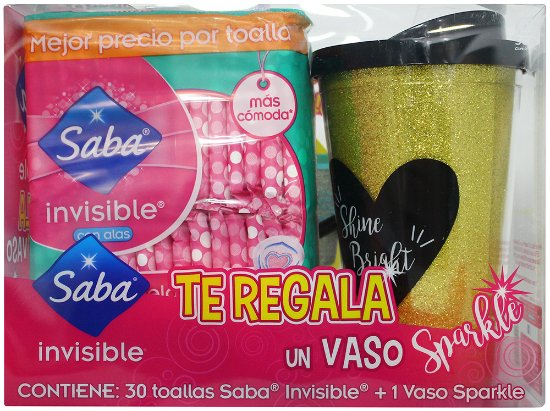 Mejor precio por toalla
Saba®
invisible®
con alas
más
cómoda*
Shine
Bright
Saba®
invisible
TE REGALA
UN VASO Sparkle
CONTIENE: 30 toallas Saba® Invisible® + 1 Vaso Sparkle